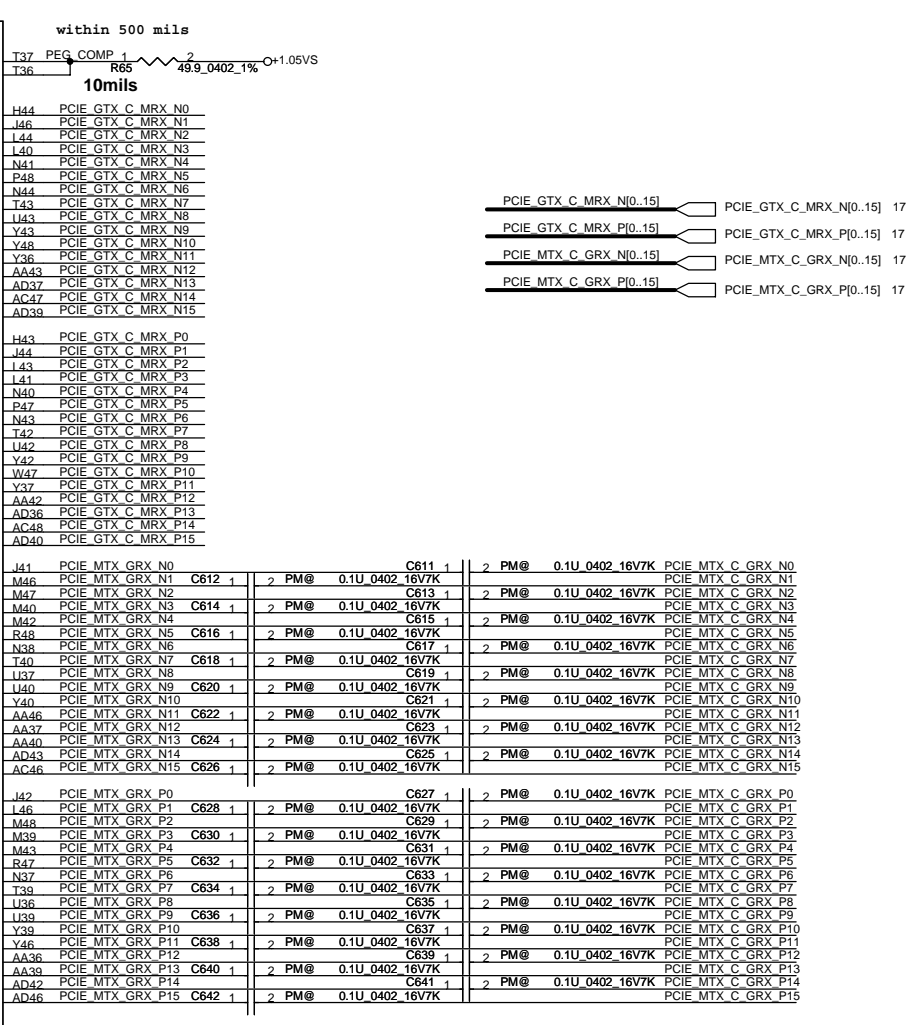 within 500 mils
T37 PEG_COMP 1 2 +1.05VS
T36 R65 49.9_0402_1%
10mils
H44 PCIE_GTX_C_MRX_N0
J46 PCIE_GTX_C_MRX_N1
L44 PCIE_GTX_C_MRX_N2
L40 PCIE_GTX_C_MRX_N3
N41 PCIE_GTX_C_MRX_N4
P48 PCIE_GTX_C_MRX_N5
N44 PCIE_GTX_C_MRX_N6
T43 PCIE_GTX_C_MRX_N7
U43 PCIE_GTX_C_MRX_N8
Y43 PCIE_GTX_C_MRX_N9
Y48 PCIE_GTX_C_MRX_N10
Y36 PCIE_GTX_C_MRX_N11
AA43 PCIE_GTX_C_MRX_N12
AD37 PCIE_GTX_C_MRX_N13
AC47 PCIE_GTX_C_MRX_N14
AD39 PCIE_GTX_C_MRX_N15
PCIE_GTX_C_MRX_N[0..15] PCIE_GTX_C_MRX_N[0..15] 17
PCIE_GTX_C_MRX_P[0..15] PCIE_GTX_C_MRX_P[0..15] 17
PCIE_MTX_C_GRX_N[0..15] PCIE_MTX_C_GRX_N[0..15] 17
PCIE_MTX_C_GRX_P[0..15] PCIE_MTX_C_GRX_P[0..15] 17
H43 PCIE_GTX_C_MRX_P0
J44 PCIE_GTX_C_MRX_P1
L43 PCIE_GTX_C_MRX_P2
L41 PCIE_GTX_C_MRX_P3
N40 PCIE_GTX_C_MRX_P4
P47 PCIE_GTX_C_MRX_P5
N43 PCIE_GTX_C_MRX_P6
T42 PCIE_GTX_C_MRX_P7
U42 PCIE_GTX_C_MRX_P8
Y42 PCIE_GTX_C_MRX_P9
W47 PCIE_GTX_C_MRX_P10
Y37 PCIE_GTX_C_MRX_P11
AA42 PCIE_GTX_C_MRX_P12
AD36 PCIE_GTX_C_MRX_P13
AC48 PCIE_GTX_C_MRX_P14
AD40 PCIE_GTX_C_MRX_P15
J41 PCIE_MTX_GRX_N0 C611 1 2 PM@ 0.1U_0402_16V7K PCIE_MTX_C_GRX_N0
M46 PCIE_MTX_GRX_N1 C612 1 2 PM@ 0.1U_0402_16V7K PCIE_MTX_C_GRX_N1
M47 PCIE_MTX_GRX_N2 C613 1 2 PM@ 0.1U_0402_16V7K PCIE_MTX_C_GRX_N2
M40 PCIE_MTX_GRX_N3 C614 1 2 PM@ 0.1U_0402_16V7K PCIE_MTX_C_GRX_N3
M42 PCIE_MTX_GRX_N4 C615 1 2 PM@ 0.1U_0402_16V7K PCIE_MTX_C_GRX_N4
R48 PCIE_MTX_GRX_N5 C616 1 2 PM@ 0.1U_0402_16V7K PCIE_MTX_C_GRX_N5
N38 PCIE_MTX_GRX_N6 C617 1 2 PM@ 0.1U_0402_16V7K PCIE_MTX_C_GRX_N6
T40 PCIE_MTX_GRX_N7 C618 1 2 PM@ 0.1U_0402_16V7K PCIE_MTX_C_GRX_N7
U37 PCIE_MTX_GRX_N8 C619 1 2 PM@ 0.1U_0402_16V7K PCIE_MTX_C_GRX_N8
U40 PCIE_MTX_GRX_N9 C620 1 2 PM@ 0.1U_0402_16V7K PCIE_MTX_C_GRX_N9
Y40 PCIE_MTX_GRX_N10 C621 1 2 PM@ 0.1U_0402_16V7K PCIE_MTX_C_GRX_N10
AA46 PCIE_MTX_GRX_N11 C622 1 2 PM@ 0.1U_0402_16V7K PCIE_MTX_C_GRX_N11
AA37 PCIE_MTX_GRX_N12 C623 1 2 PM@ 0.1U_0402_16V7K PCIE_MTX_C_GRX_N12
AA40 PCIE_MTX_GRX_N13 C624 1 2 PM@ 0.1U_0402_16V7K PCIE_MTX_C_GRX_N13
AD43 PCIE_MTX_GRX_N14 C625 1 2 PM@ 0.1U_0402_16V7K PCIE_MTX_C_GRX_N14
AC46 PCIE_MTX_GRX_N15 C626 1 2 PM@ 0.1U_0402_16V7K PCIE_MTX_C_GRX_N15
J42 PCIE_MTX_GRX_P0 C627 1 2 PM@ 0.1U_0402_16V7K PCIE_MTX_C_GRX_P0
L46 PCIE_MTX_GRX_P1 C628 1 2 PM@ 0.1U_0402_16V7K PCIE_MTX_C_GRX_P1
M48 PCIE_MTX_GRX_P2 C629 1 2 PM@ 0.1U_0402_16V7K PCIE_MTX_C_GRX_P2
M39 PCIE_MTX_GRX_P3 C630 1 2 PM@ 0.1U_0402_16V7K PCIE_MTX_C_GRX_P3
M43 PCIE_MTX_GRX_P4 C631 1 2 PM@ 0.1U_0402_16V7K PCIE_MTX_C_GRX_P4
R47 PCIE_MTX_GRX_P5 C632 1 2 PM@ 0.1U_0402_16V7K PCIE_MTX_C_GRX_P5
N37 PCIE_MTX_GRX_P6 C633 1 2 PM@ 0.1U_0402_16V7K PCIE_MTX_C_GRX_P6
T39 PCIE_MTX_GRX_P7 C634 1 2 PM@ 0.1U_0402_16V7K PCIE_MTX_C_GRX_P7
U36 PCIE_MTX_GRX_P8 C635 1 2 PM@ 0.1U_0402_16V7K PCIE_MTX_C_GRX_P8
U39 PCIE_MTX_GRX_P9 C636 1 2 PM@ 0.1U_0402_16V7K PCIE_MTX_C_GRX_P9
Y39 PCIE_MTX_GRX_P10 C637 1 2 PM@ 0.1U_0402_16V7K PCIE_MTX_C_GRX_P10
Y46 PCIE_MTX_GRX_P11 C638 1 2 PM@ 0.1U_0402_16V7K PCIE_MTX_C_GRX_P11
AA36 PCIE_MTX_GRX_P12 C639 1 2 PM@ 0.1U_0402_16V7K PCIE_MTX_C_GRX_P12
AA39 PCIE_MTX_GRX_P13 C640 1 2 PM@ 0.1U_0402_16V7K PCIE_MTX_C_GRX_P13
AD42 PCIE_MTX_GRX_P14 C641 1 2 PM@ 0.1U_0402_16V7K PCIE_MTX_C_GRX_P14
AD46 PCIE_MTX_GRX_P15 C642 1 2 PM@ 0.1U_0402_16V7K PCIE_MTX_C_GRX_P15